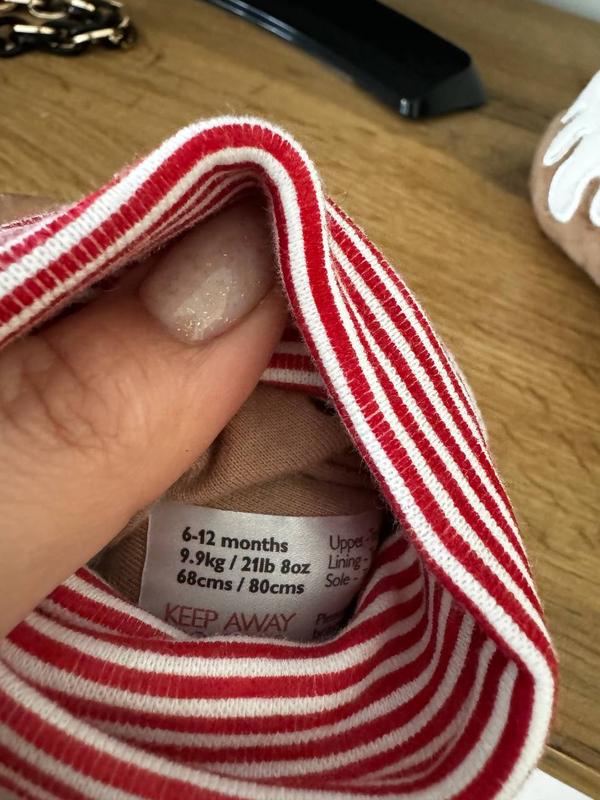 6-12 months
9.9kg / 21lb 8oz
68cms / 80cms
KEEP AWAY
Upper -
Lining -
Sole -